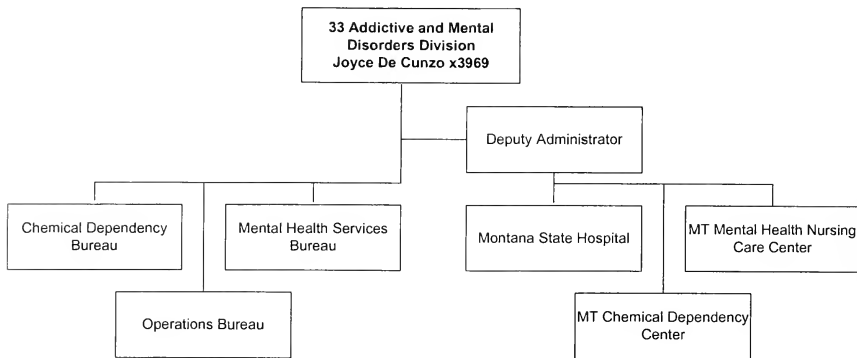 33 Addictive and Mental
Disorders Division
Joyce De Cunzo x3969
Deputy Administrator
Chemical Dependency
Bureau
Mental Health Services
Bureau
Montana State Hospital
MT Mental Health Nursing
Care Center
Operations Bureau
MT Chemical Dependency
Center